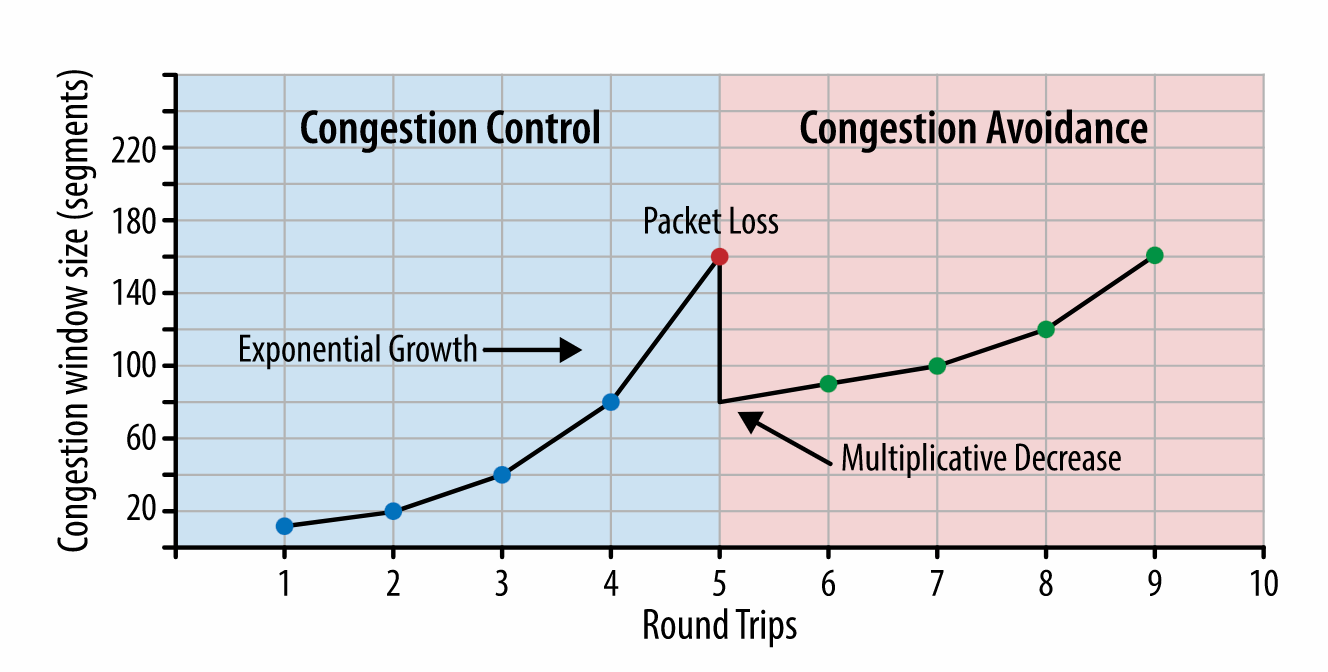 Congestion Control
Congestion Avoidance
Congestion window size (segments)
220
180
140
100
60
20
Packet Loss
Exponential Growth
Multiplicative Decrease
1 2 3 4 5 6 7 8 9 10
Round Trips